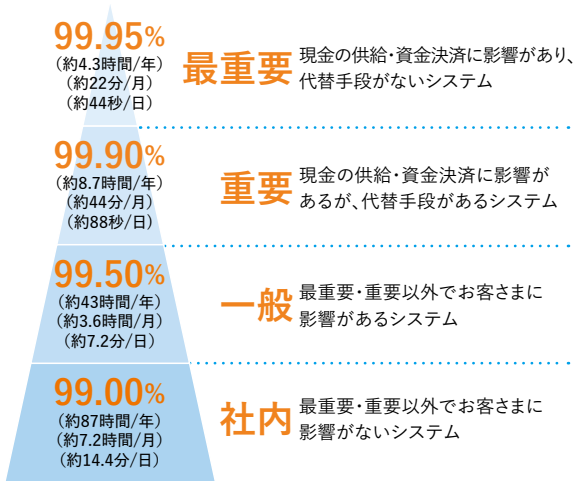 99.95%
(約4.3時間/年)
(約22分/月)
(約44秒/日)
最重要
現金の供給・資金決済に影響があり、
代替手段がないシステム
99.90%
(約8.7時間/年)
(約44分/月)
(約88秒/日)
重要
現金の供給・資金決済に影響が
あるが、代替手段があるシステム
99.50%
(約43時間/年)
(約3.6時間/月)
(約7.2分/日)
一般
最重要・重要以外でお客さまに
影響があるシステム
99.00%
(約87時間/年)
(約7.2時間/月)
(約14.4分/日)
社内
最重要・重要以外でお客さまに
影響がないシステム